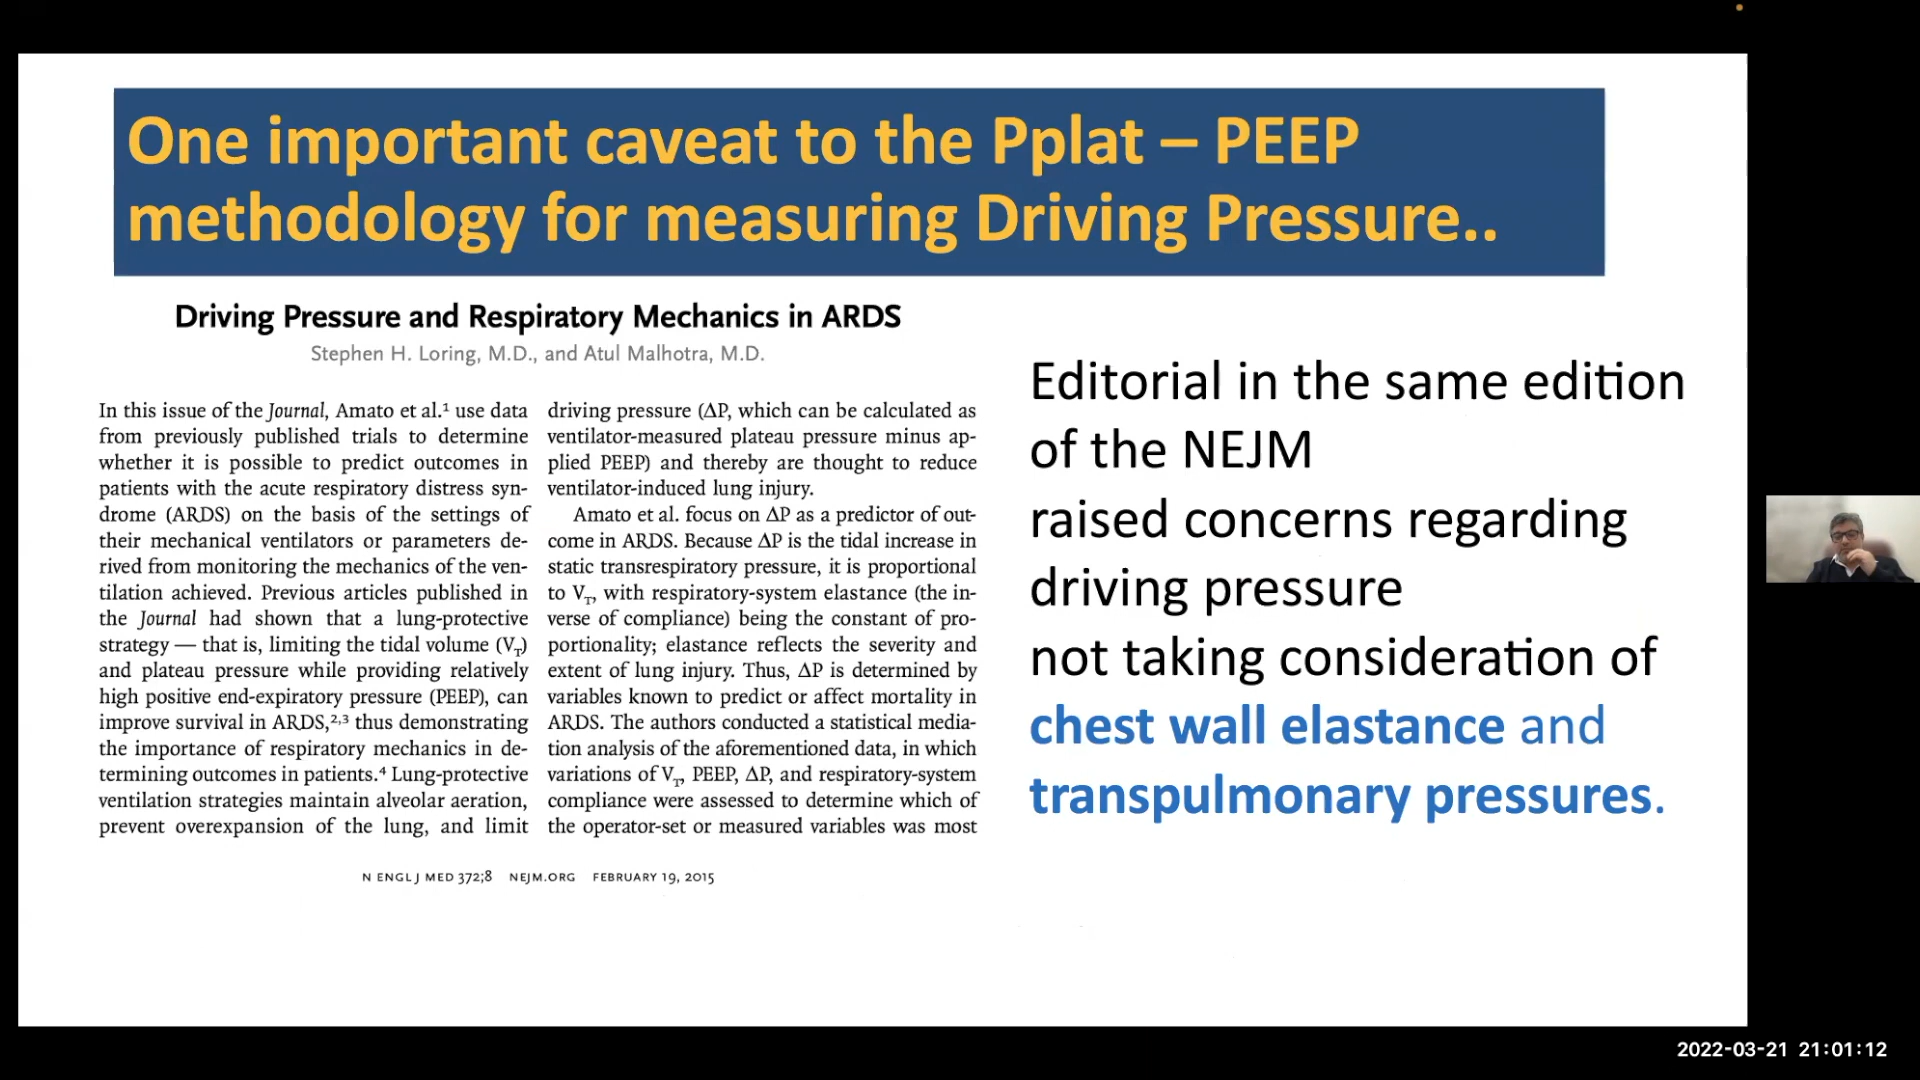 One important caveat to the Pplat – PEEP
methodology for measuring Driving Pressure..
Driving Pressure and Respiratory Mechanics in ARDS
Stephen H. Loring, M.D., and Atul Malhotra, M.D.
In this issue of the Journal, Amato et al.¹ use data
from previously published trials to determine
whether it is possible to predict outcomes in
patients with the acute respiratory distress syn-
drome (ARDS) on the basis of the settings of
their mechanical ventilators or parameters de-
rived from monitoring the mechanics of the ven-
tilation achieved. Previous articles published in
the Journal had shown that a lung-protective
strategy — that is, limiting the tidal volume (VT)
and plateau pressure while providing relatively
high positive end-expiratory pressure (PEEP), can
improve survival in ARDS,²,³ thus demonstrating
the importance of respiratory mechanics in de-
termining outcomes in patients.⁴ Lung-protective
ventilation strategies maintain alveolar aeration,
prevent overexpansion of the lung, and limit
driving pressure (ΔP, which can be calculated as
ventilator-measured plateau pressure minus ap-
plied PEEP) and thereby are thought to reduce
ventilator-induced lung injury.
Amato et al. focus on ΔP as a predictor of out-
come in ARDS. Because ΔP is the tidal increase in
static transrespiratory pressure, it is proportional
to VT, with respiratory-system elastance (the in-
verse of compliance) being the constant of pro-
portionality; elastance reflects the severity and
extent of lung injury. Thus, ΔP is determined by
variables known to predict or affect mortality in
ARDS. The authors conducted a statistical media-
tion analysis of the aforementioned data, in which
variations of VT, PEEP, ΔP, and respiratory-system
compliance were assessed to determine which of
the operator-set or measured variables was most
N ENGL J MED 372;8 NEJM.ORG FEBRUARY 19, 2015
Editorial in the same edition
of the NEJM
raised concerns regarding
driving pressure
not taking consideration of
chest wall elastance and
transpulmonary pressures.
2022-03-21 21:01:12